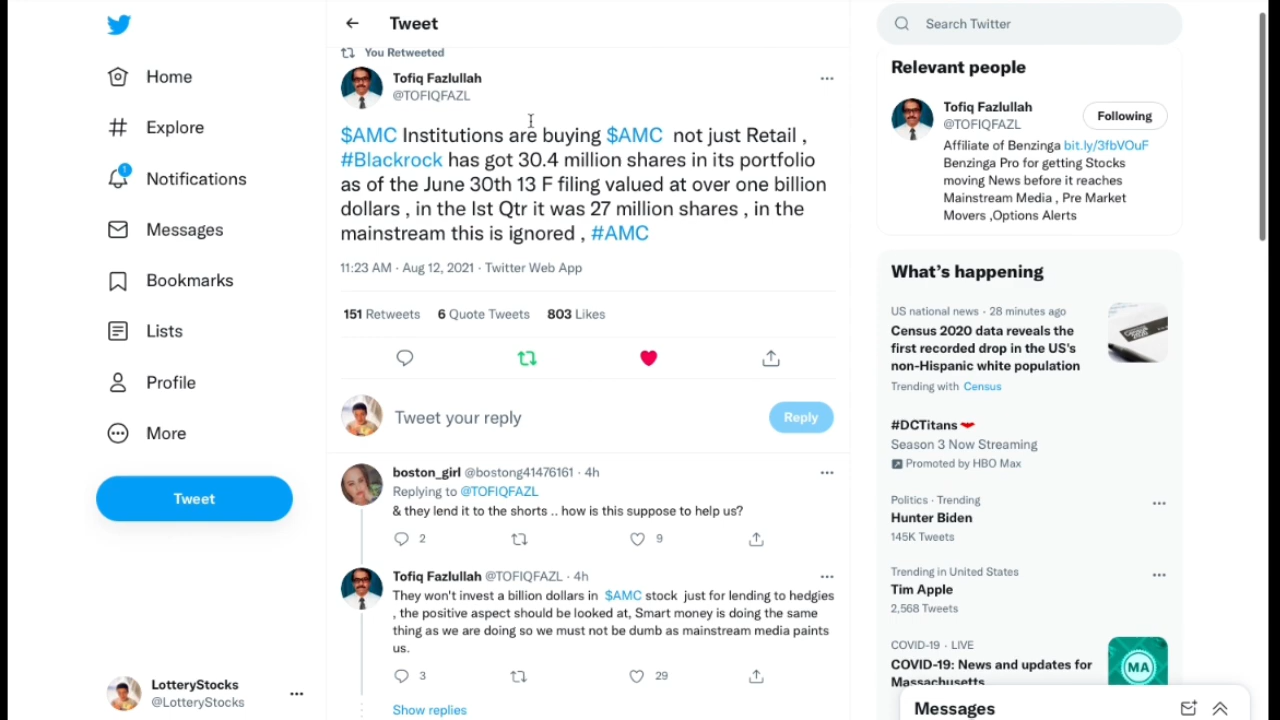 Home
Explore
1
Notifications
Messages
Bookmarks
Lists
Profile
More
Tweet
LotteryStocks
@LotteryStocks
Tweet
You Retweeted
Tofiq Fazlullah
@TOFIQFAZL
$AMC Institutions are buying $AMC not just Retail ,
#Blackrock has got 30.4 million shares in its portfolio
as of the June 30th 13 F filing valued at over one billion
dollars , in the Ist Qtr it was 27 million shares , in the
mainstream this is ignored , #AMC
11:23 AM · Aug 12, 2021 · Twitter Web App
151 Retweets 6 Quote Tweets 803 Likes
Tweet your reply
Reply
boston_girl @bostong41476161 · 4h
Replying to @TOFIQFAZL
& they lend it to the shorts .. how is this suppose to help us?
2 9
Tofiq Fazlullah @TOFIQFAZL · 4h
They won't invest a billion dollars in $AMC stock just for lending to hedgies
, the positive aspect should be looked at, Smart money is doing the same
thing as we are doing so we must not be dumb as mainstream media paints
us.
3 29
Show replies
Search Twitter
Relevant people
Tofiq Fazlullah
@TOFIQFAZL
Following
Affiliate of Benzinga bit.ly/3fbVOuF
Benzinga Pro for getting Stocks
moving News before it reaches
Mainstream Media , Pre Market
Movers ,Options Alerts
What's happening
US national news · 28 minutes ago
Census 2020 data reveals the
first recorded drop in the US's
non-Hispanic white population
Trending with Census
#DCTitans
Season 3 Now Streaming
Promoted by HBO Max
Politics · Trending
Hunter Biden
145K Tweets
Trending in United States
Tim Apple
2,568 Tweets
COVID-19 · LIVE
COVID-19: News and updates for
Massachusetts
MA
Messages